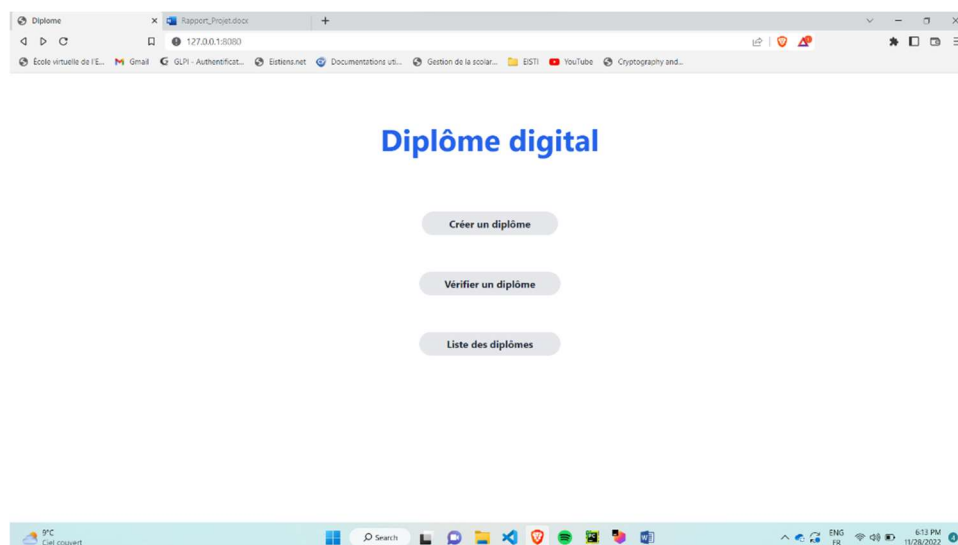 Diplome
Rapport_Projet.docx
127.0.0.1:8080
École virtuelle de l'E...
Gmail
GLPI - Authentificat...
Eistiens.net
Documentations uti...
Gestion de la scolar...
EISTI
YouTube
Cryptography and...
Diplôme digital
Créer un diplôme
Vérifier un diplôme
Liste des diplômes
9°C
Ciel couvert
Search
ENG
FR
6:13 PM
11/28/2022
4